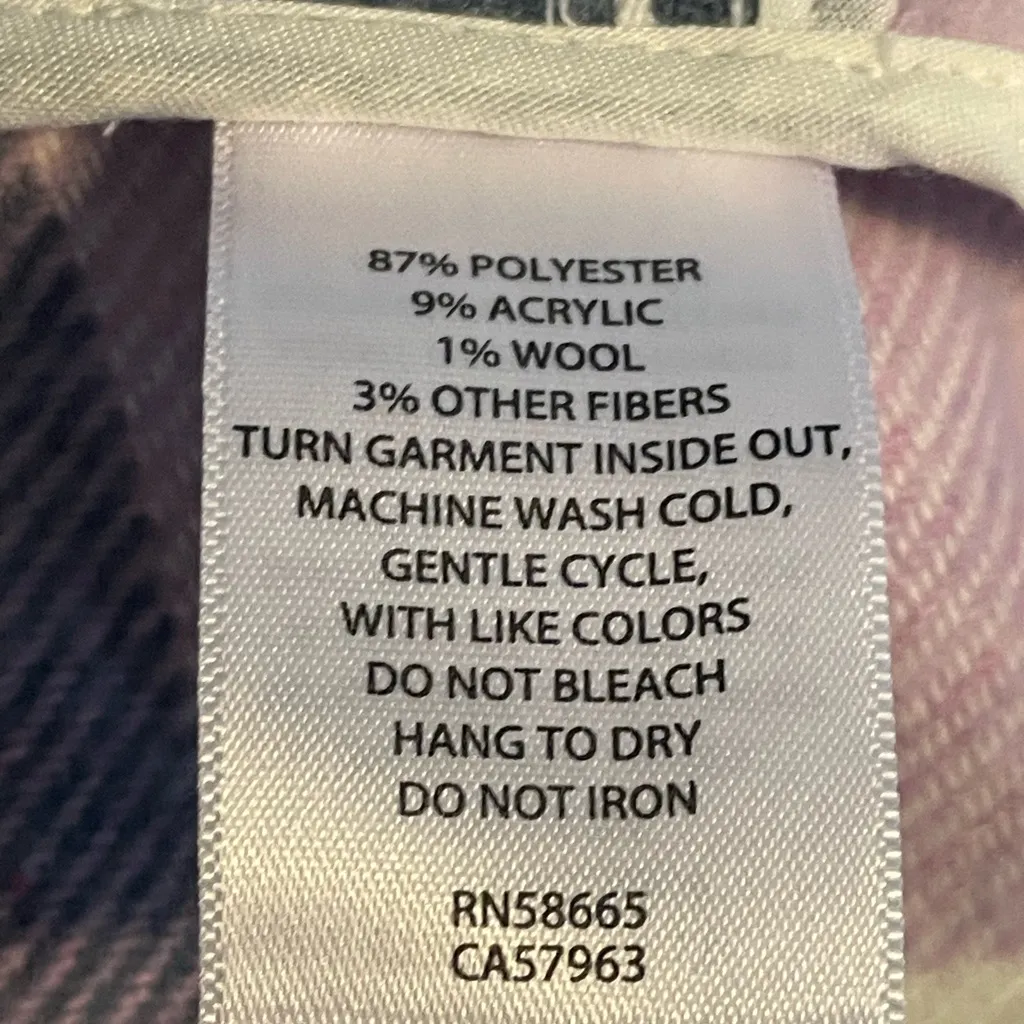 87% POLYESTER
9% ACRYLIC
1% WOOL
3% OTHER FIBERS
TURN GARMENT INSIDE OUT,
MACHINE WASH COLD,
GENTLE CYCLE,
WITH LIKE COLORS
DO NOT BLEACH
HANG TO DRY
DO NOT IRON
RN58665
CA57963